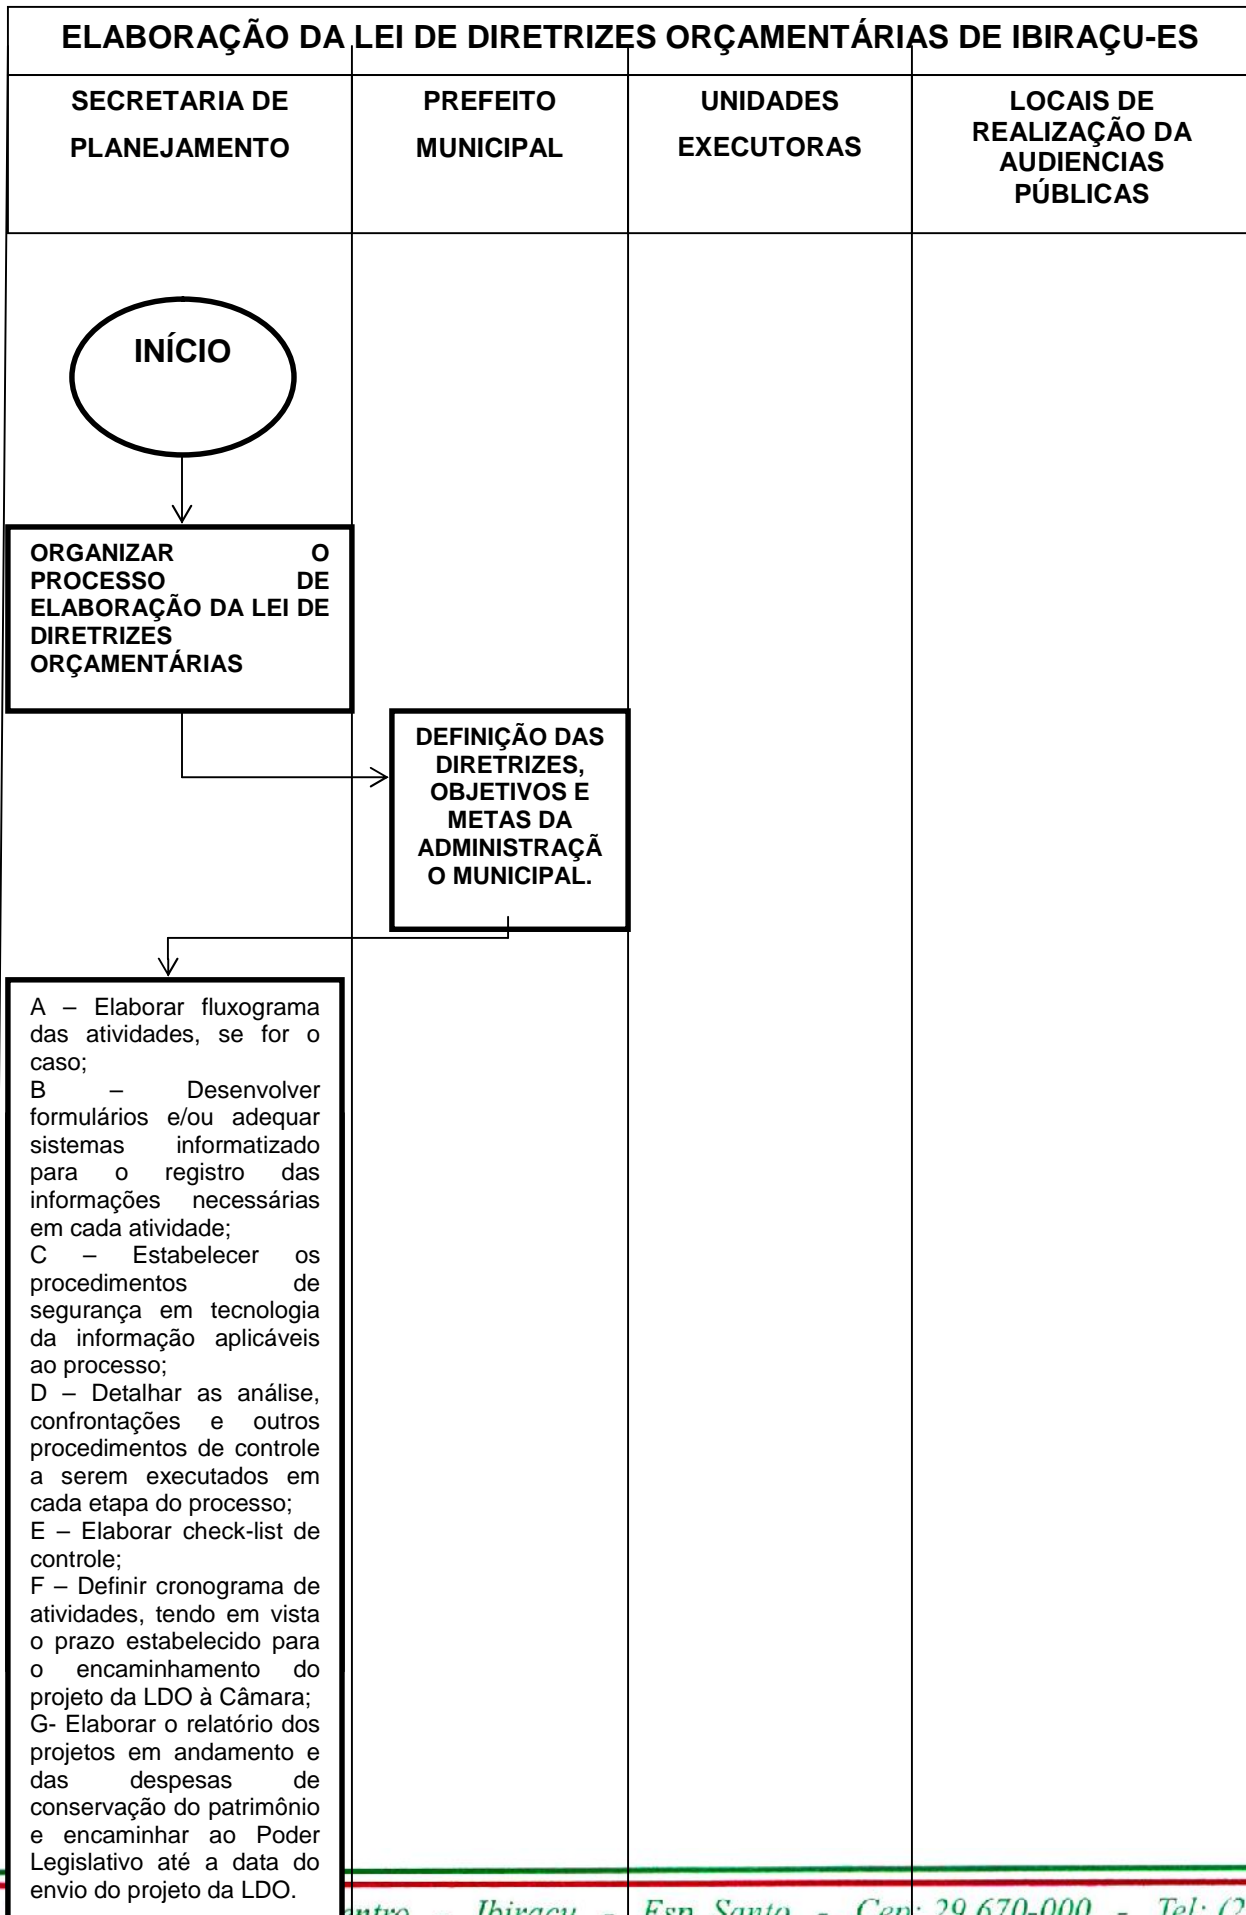 ELABORAÇÃO DA LEI DE DIRETRIZES ORÇAMENTÁRIAS DE IBIRAÇU-ES
SECRETARIA DE
PLANEJAMENTO
PREFEITO
MUNICIPAL
UNIDADES
EXECUTORAS
LOCAIS DE
REALIZAÇÃO DA
AUDIENCIAS
PÚBLICAS
INÍCIO
ORGANIZAR O
PROCESSO DE
ELABORAÇÃO DA LEI DE
DIRETRIZES
ORÇAMENTÁRIAS
DEFINIÇÃO DAS
DIRETRIZES,
OBJETIVOS E
METAS DA
ADMINISTRAÇÃ
O MUNICIPAL.
A – Elaborar fluxograma
das atividades, se for o
caso;
B – Desenvolver
formulários e/ou adequar
sistemas informatizado
para o registro das
informações necessárias
em cada atividade;
C – Estabelecer os
procedimentos de
segurança em tecnologia
da informação aplicáveis
ao processo;
D – Detalhar as análise,
confrontações e outros
procedimentos de controle
a serem executados em
cada etapa do processo;
E – Elaborar check-list de
controle;
F – Definir cronograma de
atividades, tendo em vista
o prazo estabelecido para
o encaminhamento do
projeto da LDO à Câmara;
G- Elaborar o relatório dos
projetos em andamento e
das despesas de
conservação do patrimônio
e encaminhar ao Poder
Legislativo até a data do
envio do projeto da LDO.
entro - Ibiraçu - Esp. Santo - Cep: 29.670-000 - Tel: (2